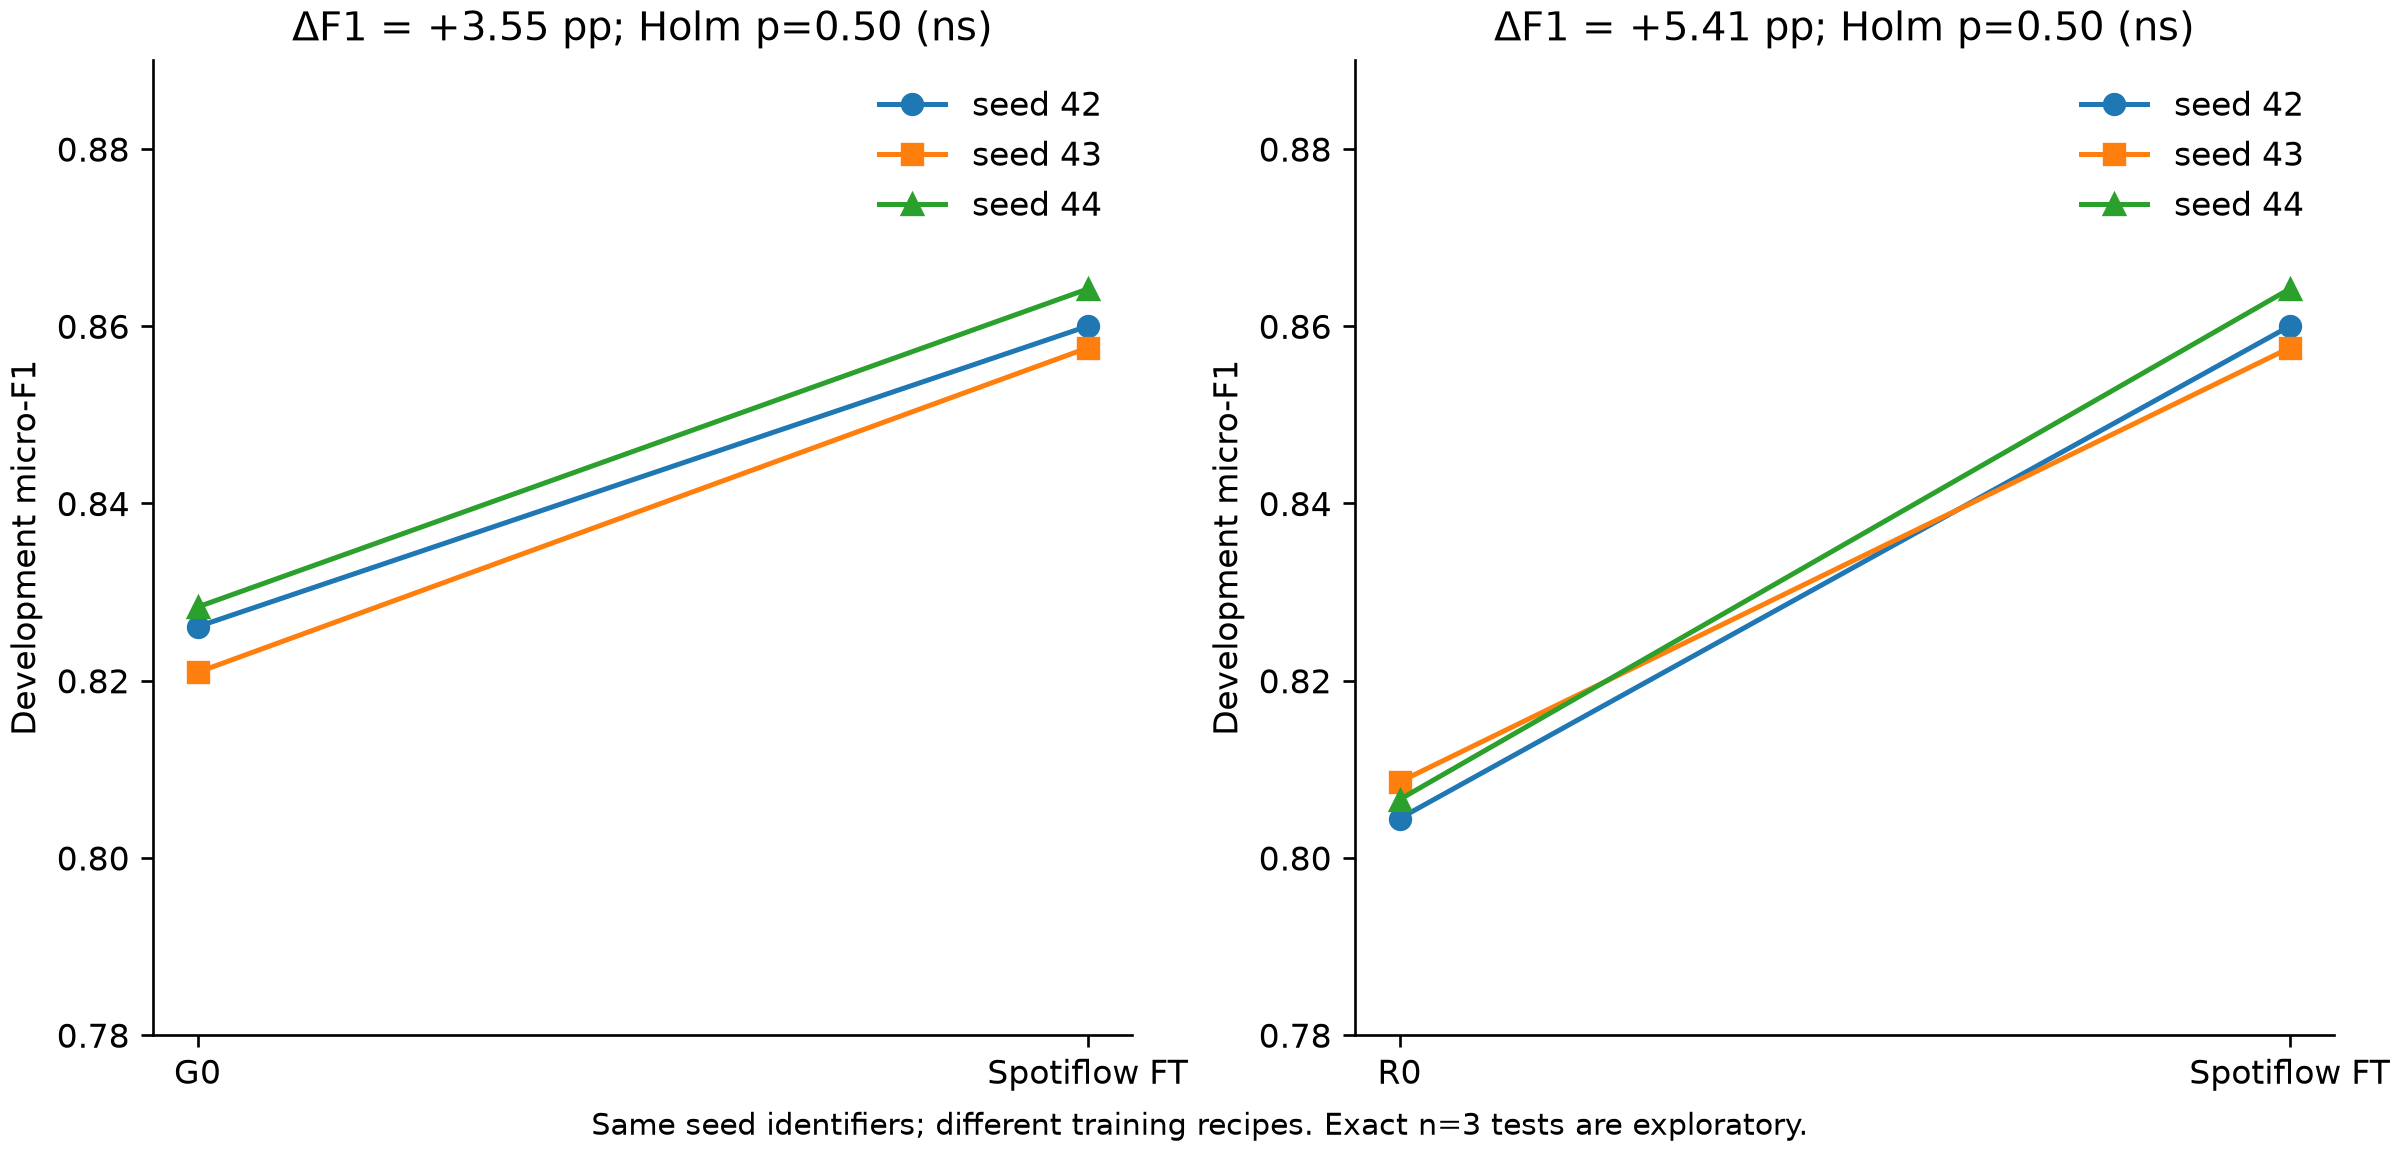 ΔF1 = +3.55 pp; Holm p=0.50 (ns)
seed 42
seed 43
seed 44
Development micro-F1
0.88
0.86
0.84
0.82
0.80
0.78
G0
Spotiflow FT
ΔF1 = +5.41 pp; Holm p=0.50 (ns)
seed 42
seed 43
seed 44
Development micro-F1
0.88
0.86
0.84
0.82
0.80
0.78
R0
Spotiflow FT
Same seed identifiers; different training recipes. Exact n=3 tests are exploratory.